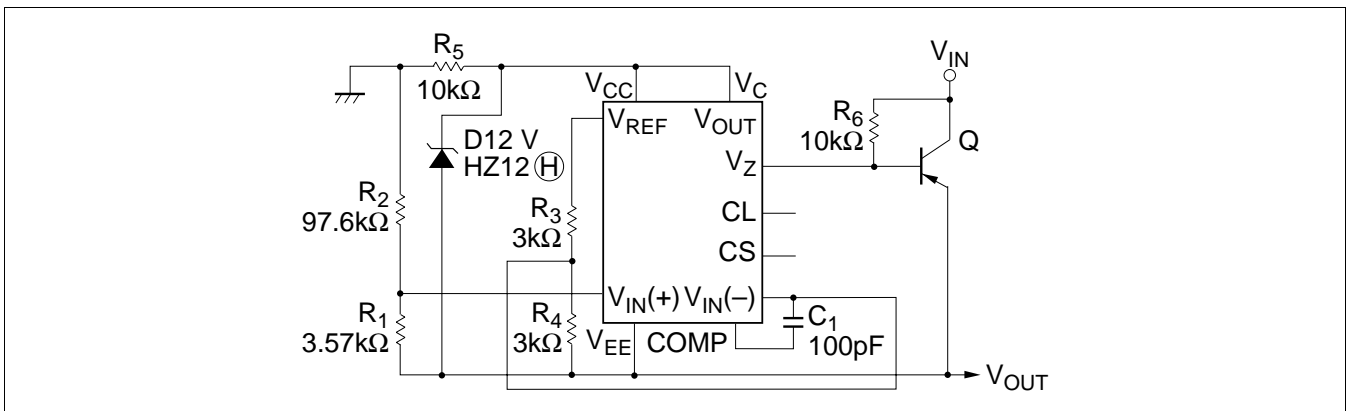 R5
10kΩ
VIN
VCC
VC
R6
10kΩ
Q
VREF
VOUT
D12 V
HZ12 Ⓗ
VZ
R2
97.6kΩ
R3
3kΩ
CL
CS
VIN(+)
VIN(–)
R1
3.57kΩ
R4
3kΩ
VEE
COMP
C1
100pF
VOUT